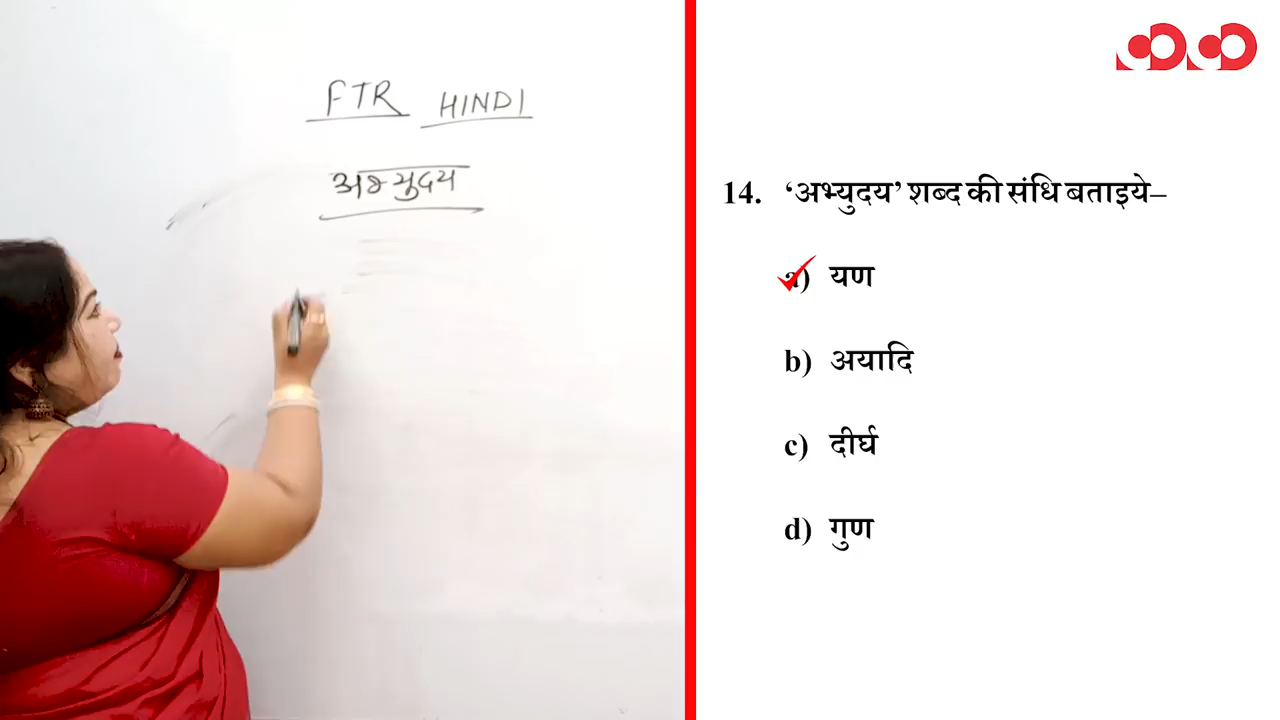 FTR HINDI
अभ्युदय
14. ‘अभ्युदय’ शब्द की संधि बताइये–
a) यण
b) अयादि
c) दीर्घ
d) गुण